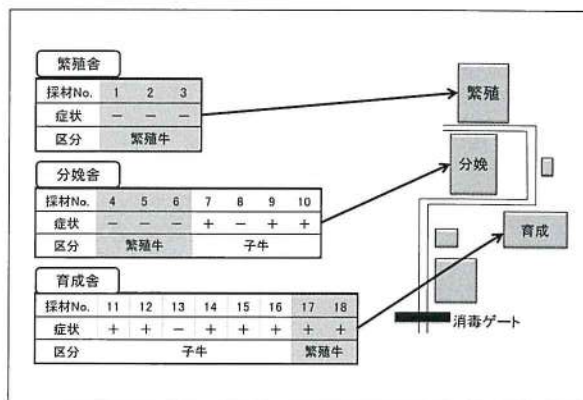 繁殖舎
採材No. 1 2 3
症状 － － －
区分 繁殖牛
分娩舎
採材No. 4 5 6 7 8 9 10
症状 － － － ＋ － ＋ ＋
区分 繁殖牛 子牛
育成舎
採材No. 11 12 13 14 15 16 17 18
症状 ＋ ＋ － ＋ ＋ ＋ ＋ ＋
区分 子牛 繁殖牛
繁殖
分娩
育成
消毒ゲート